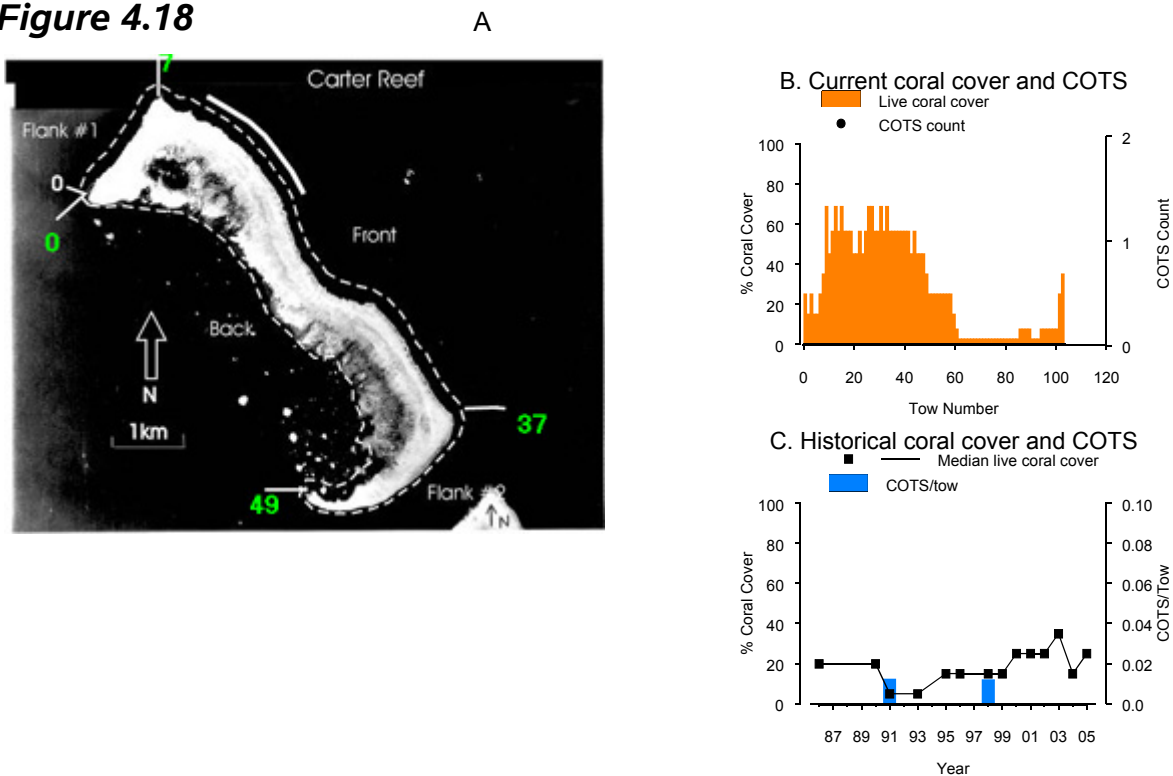 Figure 4.18
A
7
Carter Reef
Flank #1
0
0
Front
Back
N
1km
37
49
Flank #2
N
B. Current coral cover and COTS
Live coral cover
COTS count
% Coral Cover
100
80
60
40
20
0
2
1
0
COTS Count
0 20 40 60 80 100 120
Tow Number
C. Historical coral cover and COTS
Median live coral cover
COTS/tow
% Coral Cover
100
80
60
40
20
0
0.10
0.08
0.06
0.04
0.02
0.0
COTS/Tow
87 89 91 93 95 97 99 01 03 05
Year